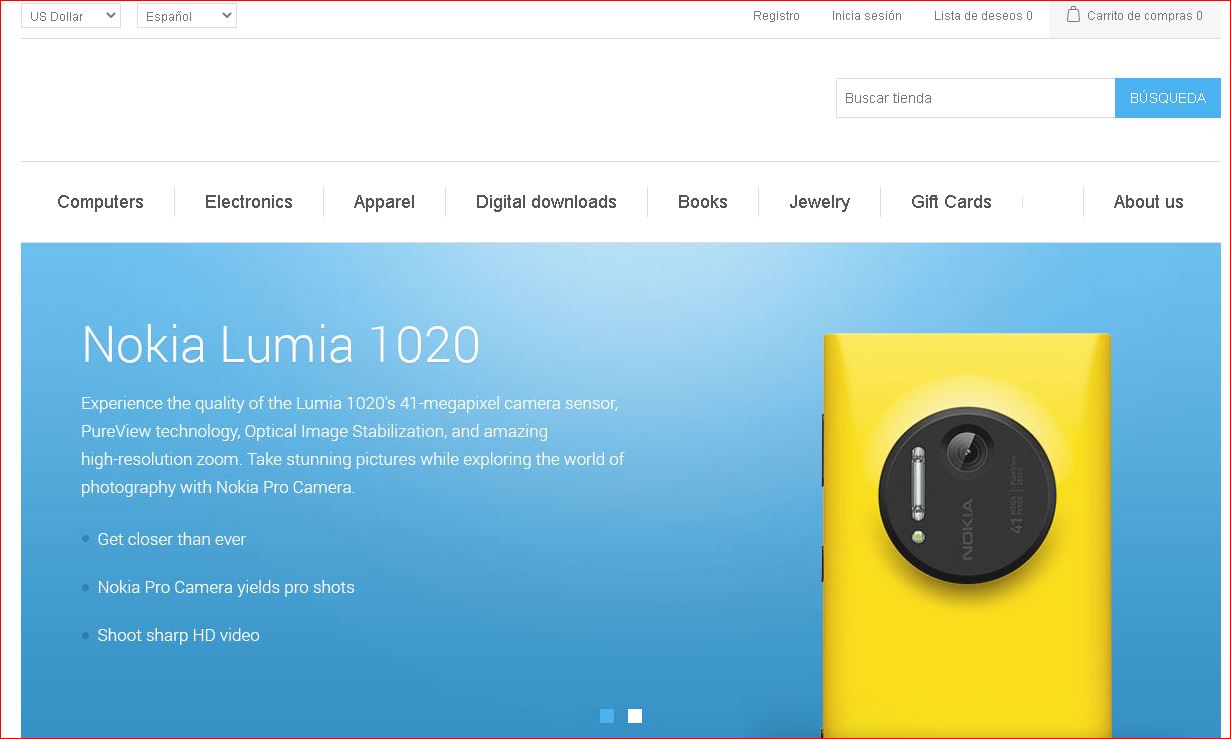 US Dollar Español Registro Inicia sesión Lista de deseos 0 Carrito de compras 0
Buscar tienda BÚSQUEDA
Computers Electronics Apparel Digital downloads Books Jewelry Gift Cards About us
Nokia Lumia 1020
Experience the quality of the Lumia 1020's 41-megapixel camera sensor,
PureView technology, Optical Image Stabilization, and amazing
high-resolution zoom. Take stunning pictures while exploring the world of
photography with Nokia Pro Camera.
Get closer than ever
Nokia Pro Camera yields pro shots
Shoot sharp HD video
NOKIA
41 MEGA PIXEL PureView ZEISS